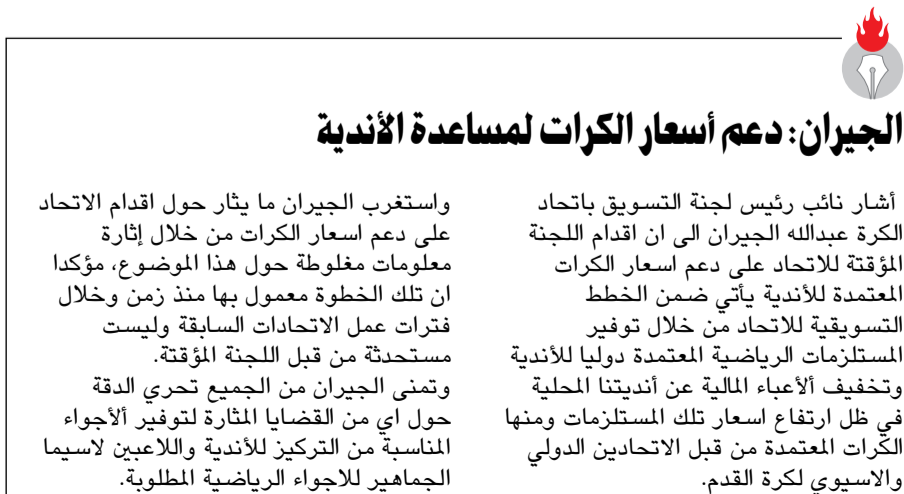 الجيران: دعم أسعار الكرات لمساعدة الأندية
أشار نائب رئيس لجنة التسويق باتحاد
الكرة عبدالله الجيران الى ان اقدام اللجنة
المؤقتة للاتحاد على دعم اسعار الكرات
المعتمدة للأندية يأتي ضمن الخطط
التسويقية للاتحاد من خلال توفير
المستلزمات الرياضية المعتمدة دوليا للأندية
وتخفيف ألأعباء المالية عن أنديتنا المحلية
في ظل ارتفاع اسعار تلك المستلزمات ومنها
الكرات المعتمدة من قبل الاتحادين الدولي
والاسيوي لكرة القدم.
واستغرب الجيران ما يثار حول اقدام الاتحاد
على دعم اسعار الكرات من خلال إثارة
معلومات مغلوطة حول هذا الموضوع، مؤكدا
ان تلك الخطوة معمول بها منذ زمن وخلال
فترات عمل الاتحادات السابقة وليست
مستحدثة من قبل اللجنة المؤقتة.
وتمنى الجيران من الجميع تحري الدقة
حول اي من القضايا المثارة لتوفير ألأجواء
المناسبة من التركيز للأندية واللاعبين لاسيما
الجماهير للاجواء الرياضية المطلوبة.